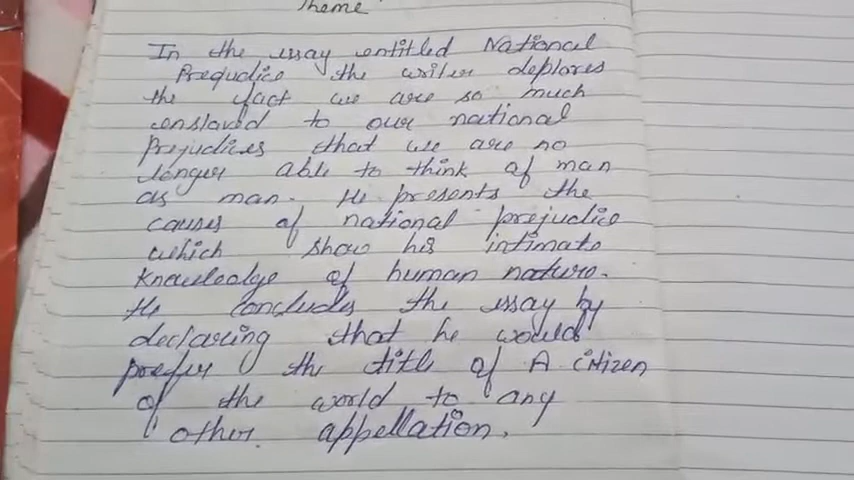 Theme
In the essay entitled National
Prequdice the writer deplores
the fact we are so much
enslaved to our national
prejudices that we are no
longer able to think of man
as man. He presents the
causes of national prejudice
which show his intimate
knowledge of human nature.
He concludes the essay by
declaring that he would
prefer the title of A citizen
of the world to any
other appellation.